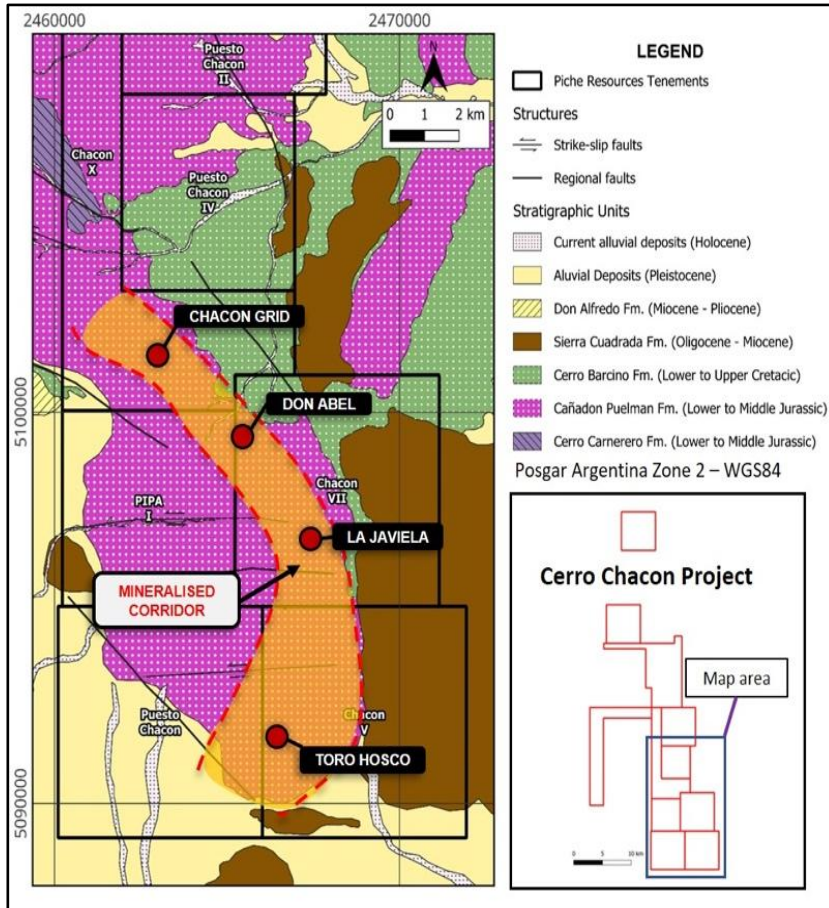 2460000
2470000
5100000
5090000
Puesto
Chacon
II
N
0 1 2 km
Chacon
X
Puesto
Chacon
IV
CHACON GRID
DON ABEL
Chacon
VII
PIPA
I
LA JAVIELA
MINERALISED
CORRIDOR
Puesto
Chacon
Chacon
V
TORO HOSCO
LEGEND
Piche Resources Tenements
Structures
Strike-slip faults
Regional faults
Stratigraphic Units
Current alluvial deposits (Holocene)
Aluvial Deposits (Pleistocene)
Don Alfredo Fm. (Miocene - Pliocene)
Sierra Cuadrada Fm. (Oligocene - Miocene)
Cerro Barcino Fm. (Lower to Upper Cretacic)
Cañadon Puelman Fm. (Lower to Middle Jurassic)
Cerro Carnerero Fm. (Lower to Middle Jurassic)
Posgar Argentina Zone 2 – WGS84
Cerro Chacon Project
Map area
0 5 10 km